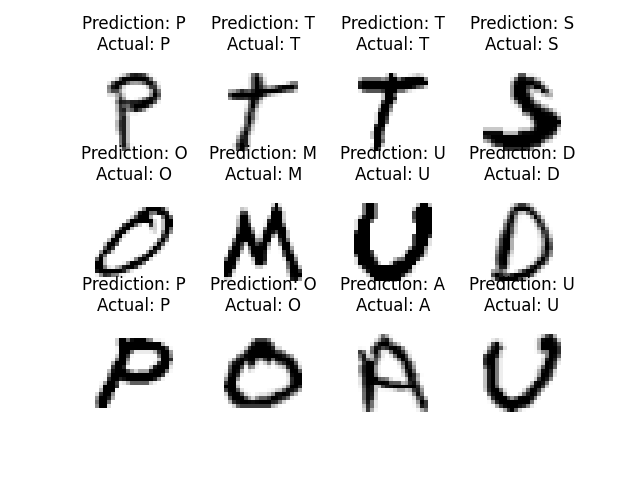 Prediction: P Prediction: T Prediction: T Prediction: S
Actual: P Actual: T Actual: T Actual: S
P T T S
Prediction: O Prediction: M Prediction: U Prediction: D
Actual: O Actual: M Actual: U Actual: D
O M U D
Prediction: P Prediction: O Prediction: A Prediction: U
Actual: P Actual: O Actual: A Actual: U
P O A U